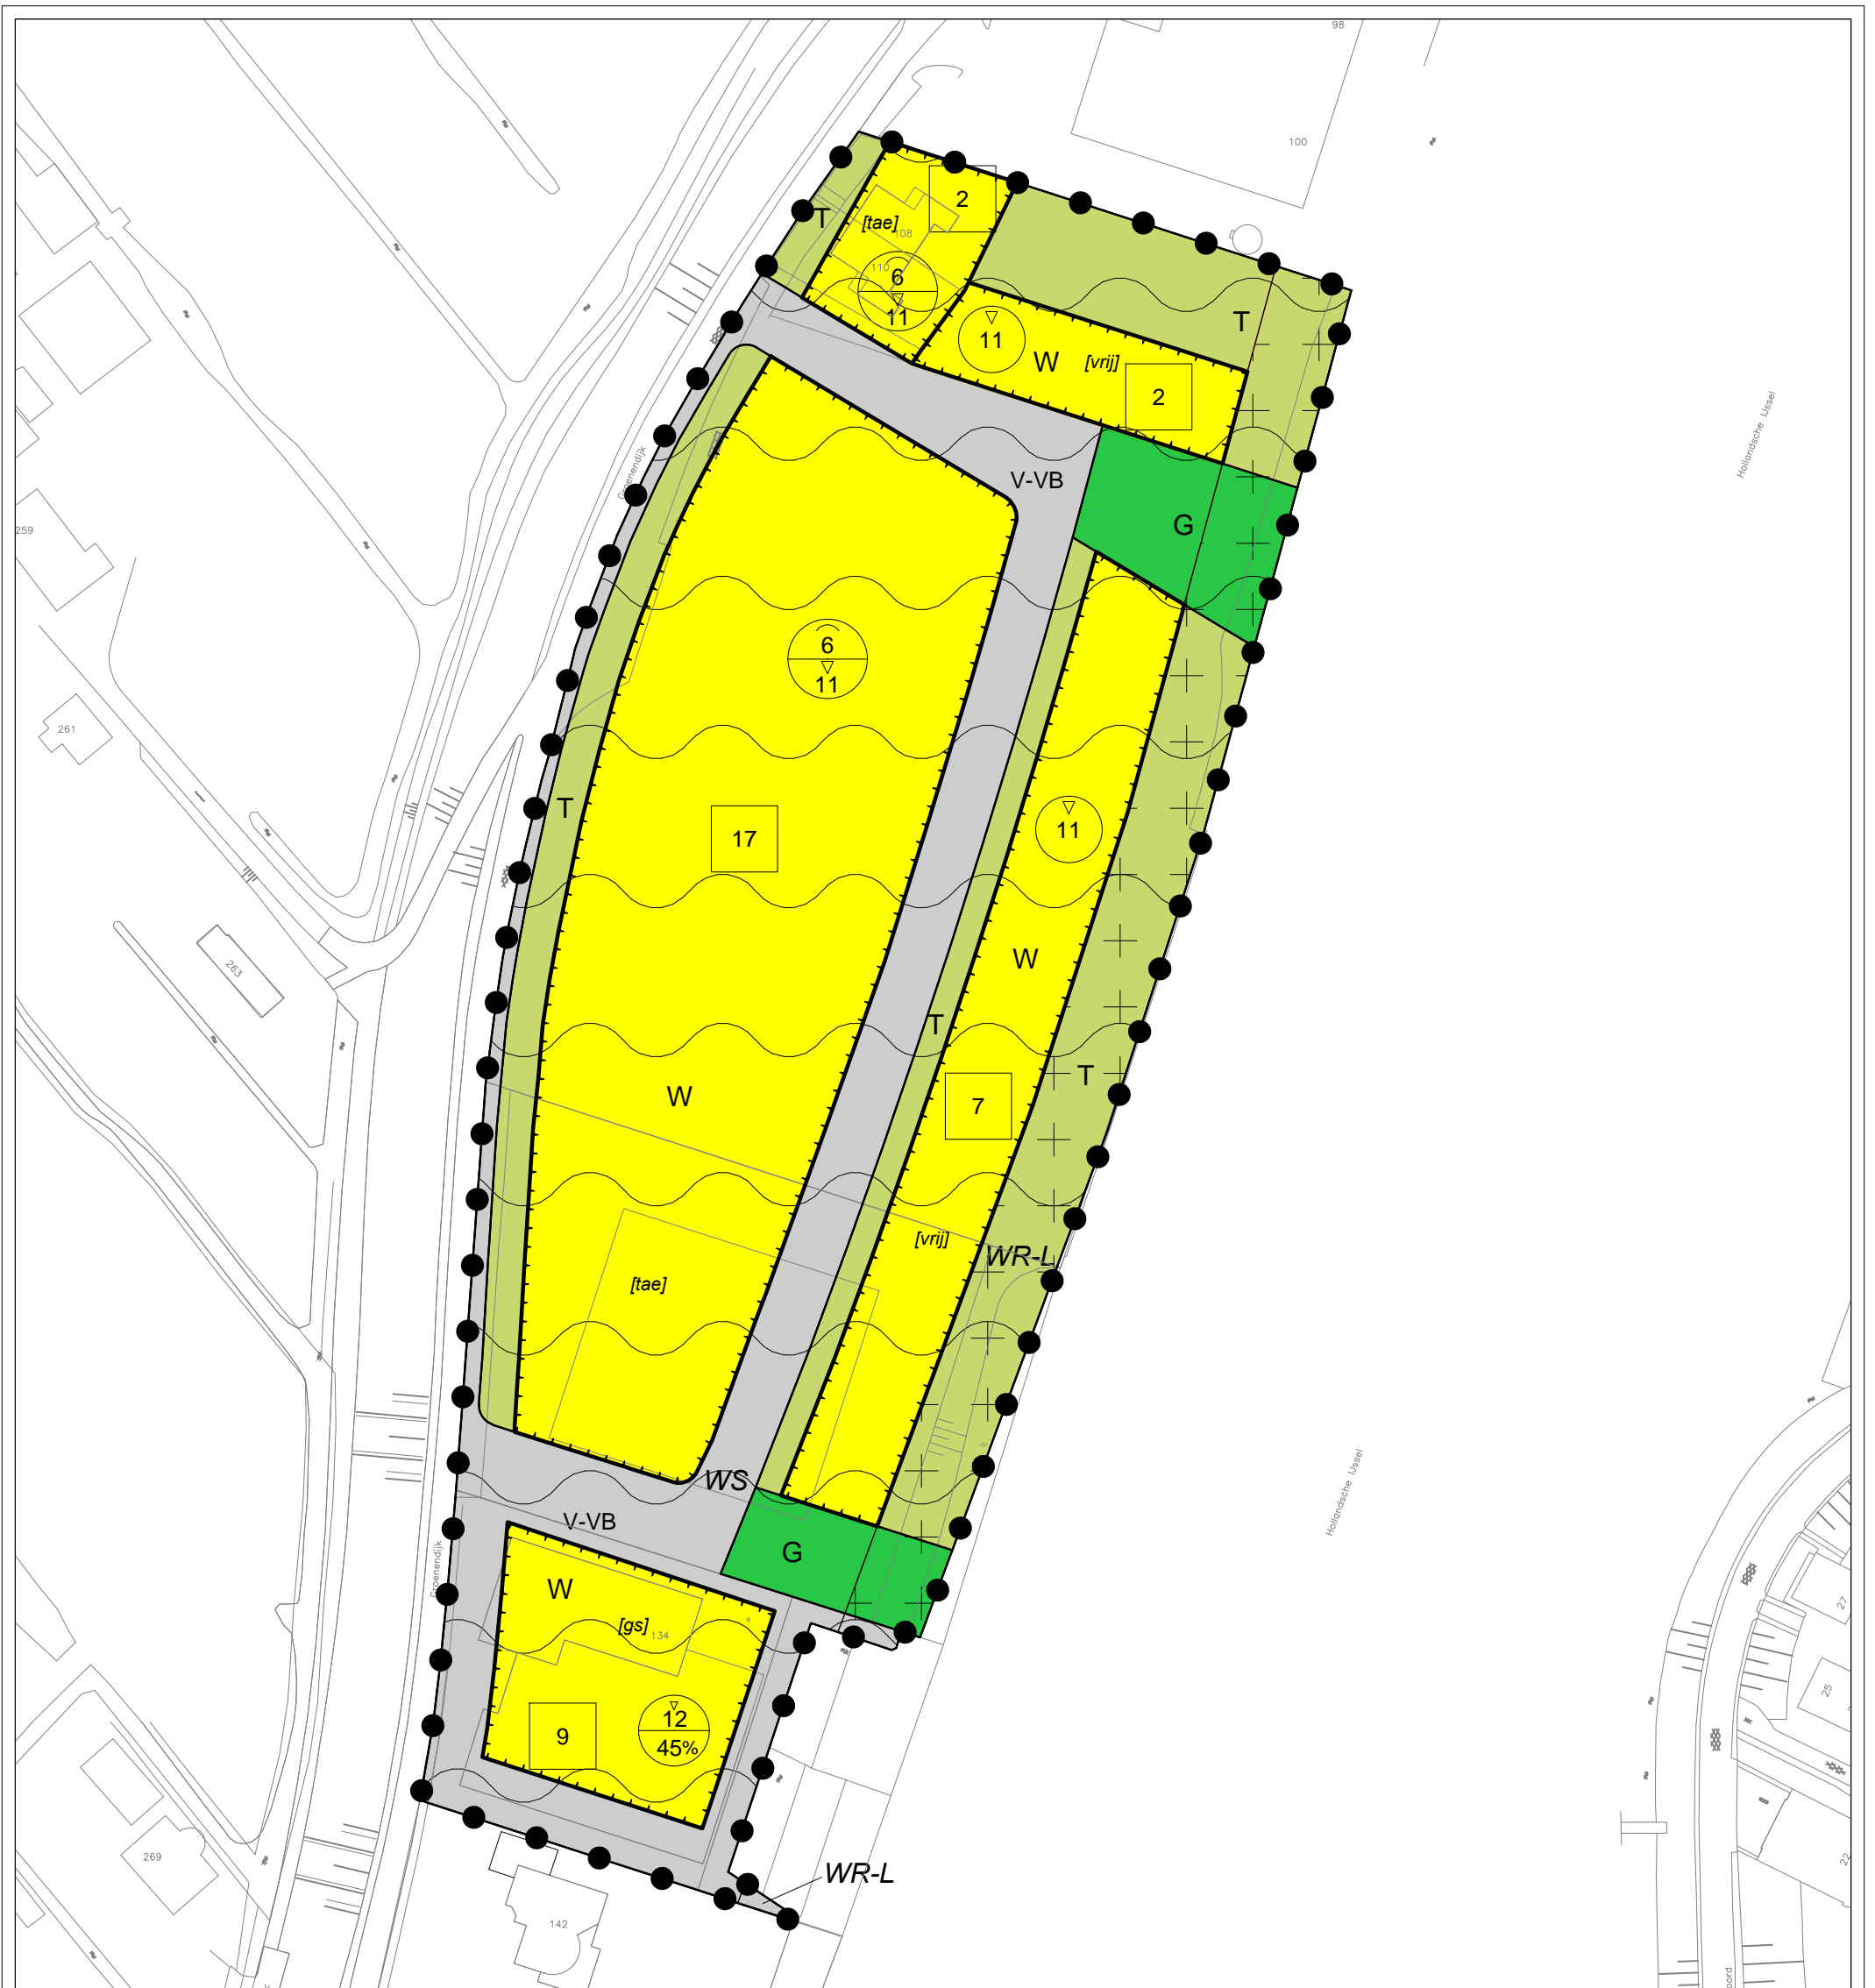 98
100
2
T
[tae]
108
110
6
11
11
W
[vrij]
T
2
Groenendijk
V-VB
G
Hollandsche IJssel
259
6
11
261
17
T
11
W
263
T
W
T
7
[vrij]
WR-L
[tae]
WS
V-VB
G
Hollandsche IJssel
Groenendijk
W
[gs]
134
9
12
45%
27
25
22
269
WR-L
142
oord